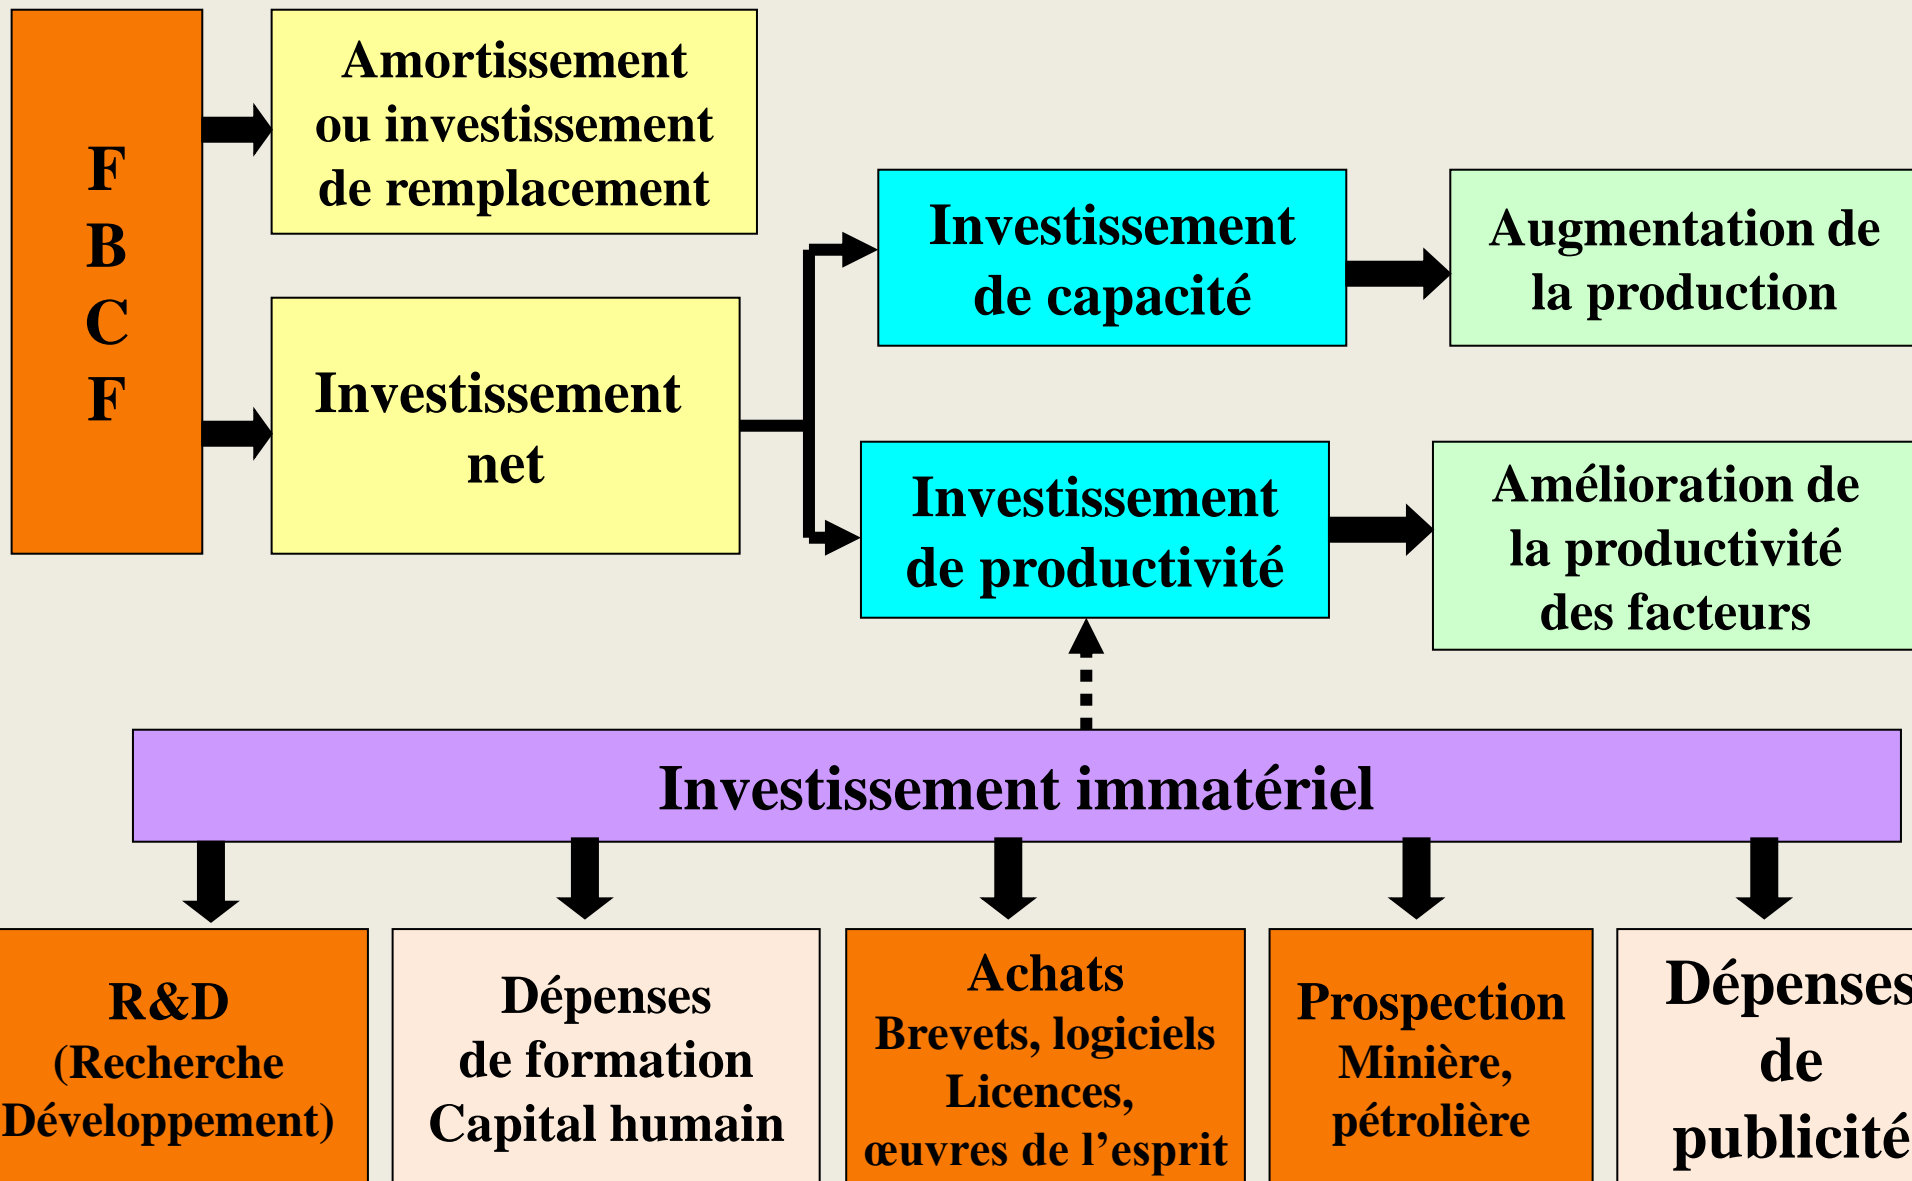 F
B
C
F
Amortissement
ou investissement
de remplacement
Investissement
net
Investissement
de capacité
Augmentation de
la production
Investissement
de productivité
Amélioration de
la productivité
des facteurs
Investissement immatériel
R&D
(Recherche
Développement)
Dépenses
de formation
Capital humain
Achats
Brevets, logiciels
Licences,
œuvres de l’esprit
Prospection
Minière,
pétrolière
Dépenses
de
publicité